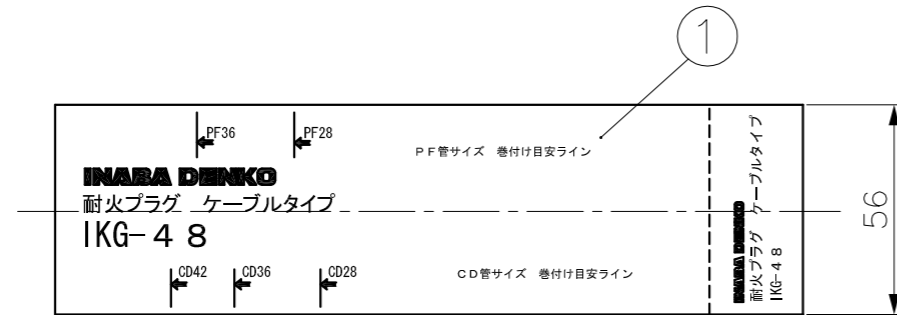 1
PF36
PF28
PF管サイズ 巻付け目安ライン
INABA DENKO
耐火プラグ ケーブルタイプ
IKG-48
CD42
CD36
CD28
CD管サイズ 巻付け目安ライン
INABA DENKO
耐火プラグ ケーブルタイプ
IKG-48
56